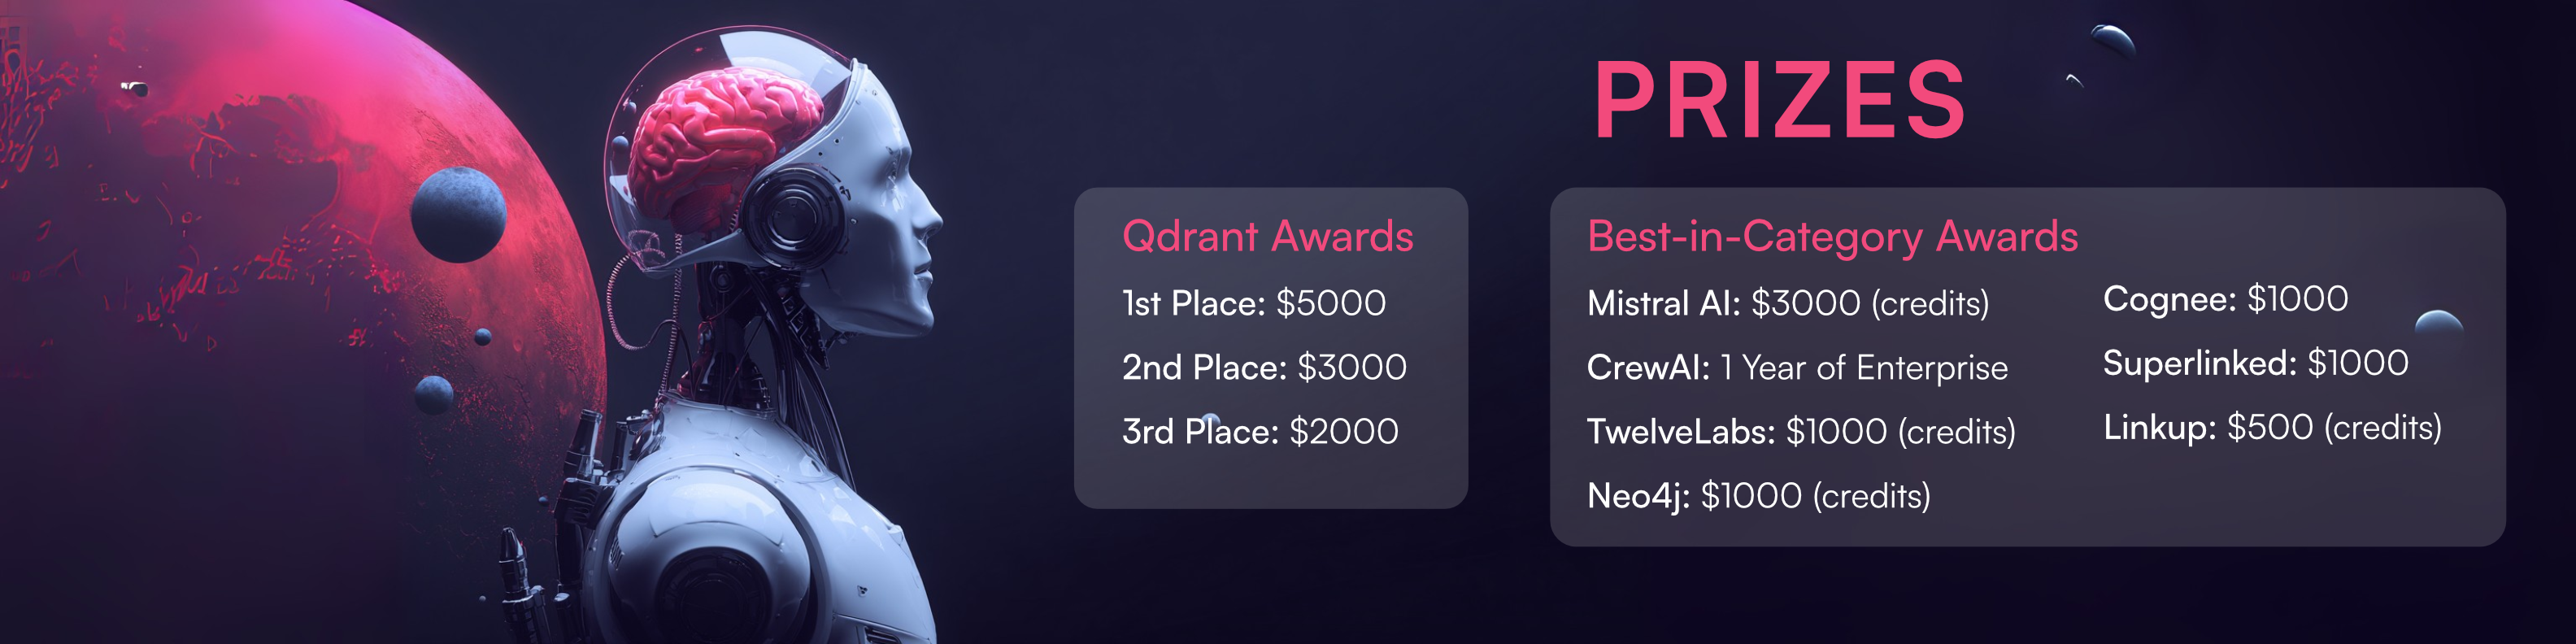 PRIZES
Qdrant Awards
1st Place: $5000
2nd Place: $3000
3rd Place: $2000
Best-in-Category Awards
Mistral AI: $3000 (credits)
CrewAI: 1 Year of Enterprise
TwelveLabs: $1000 (credits)
Neo4j: $1000 (credits)
Cognee: $1000
Superlinked: $1000
Linkup: $500 (credits)